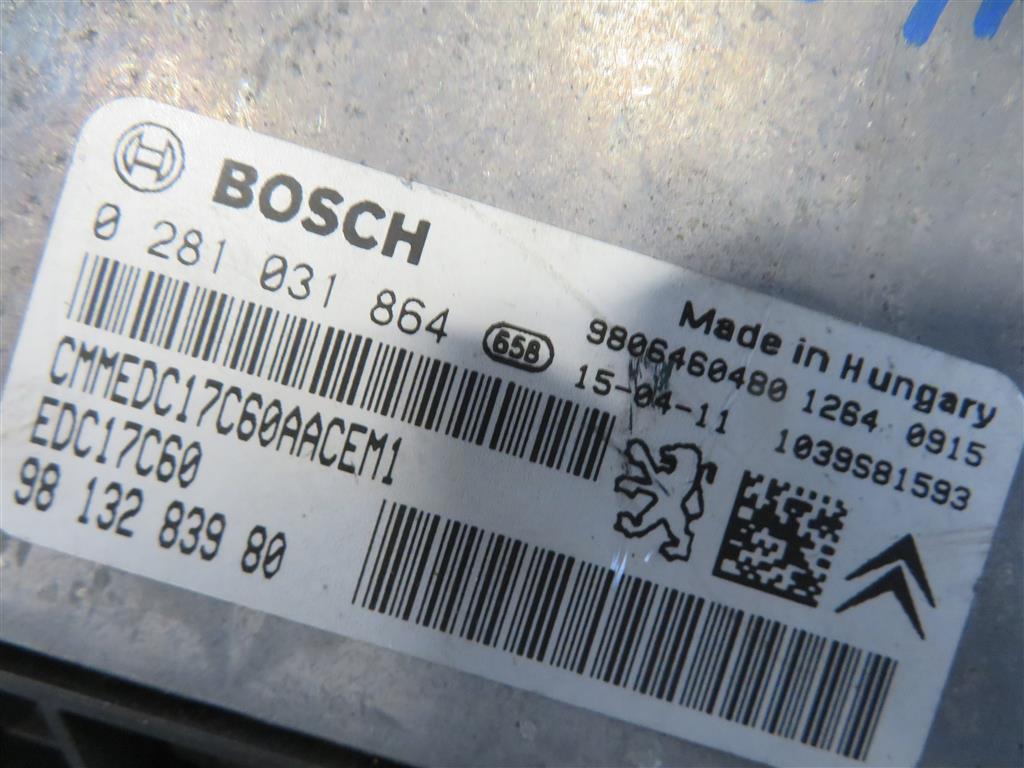 BOSCH
0 281 031 864
658
Made in Hungary
9806460480 1264 0915
15-04-11 1039S81593
CMMEDC17C60AACEM1
EDC17C60
98 132 839 80